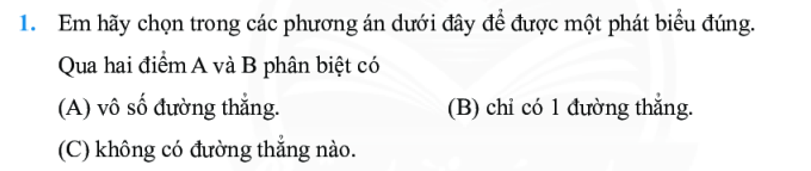 1. Em hãy chọn trong các phương án dưới đây để được một phát biểu đúng.
Qua hai điểm A và B phân biệt có
(A) vô số đường thẳng. (B) chỉ có 1 đường thẳng.
(C) không có đường thẳng nào.